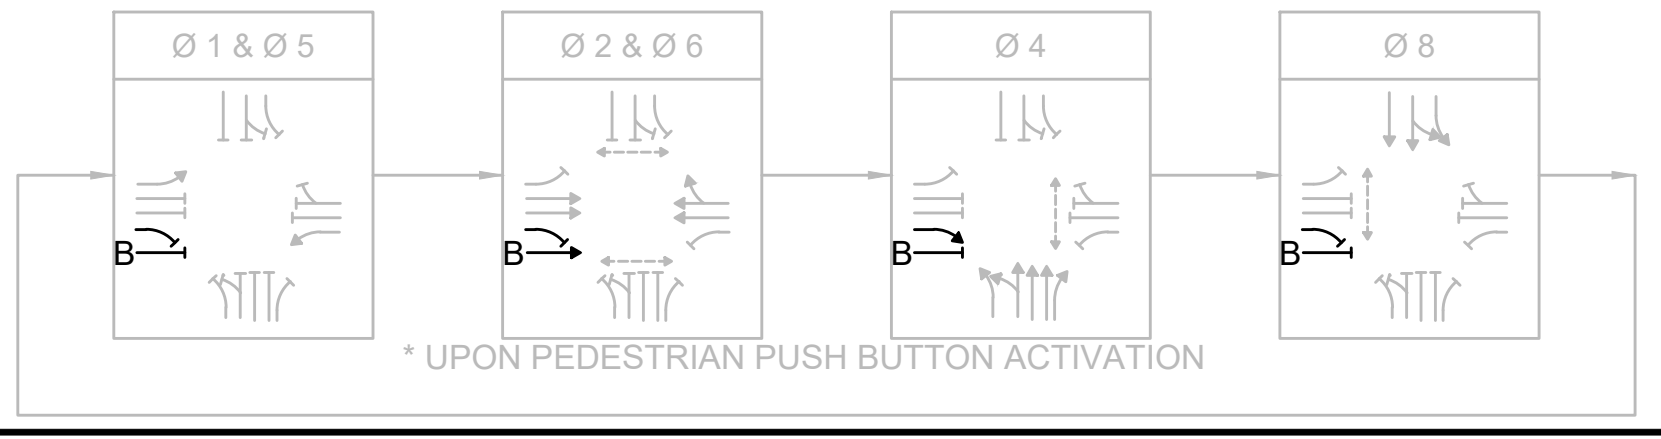 Ø 1 & Ø 5
Ø 2 & Ø 6
Ø 4
Ø 8
B
B
B
B
* UPON PEDESTRIAN PUSH BUTTON ACTIVATION